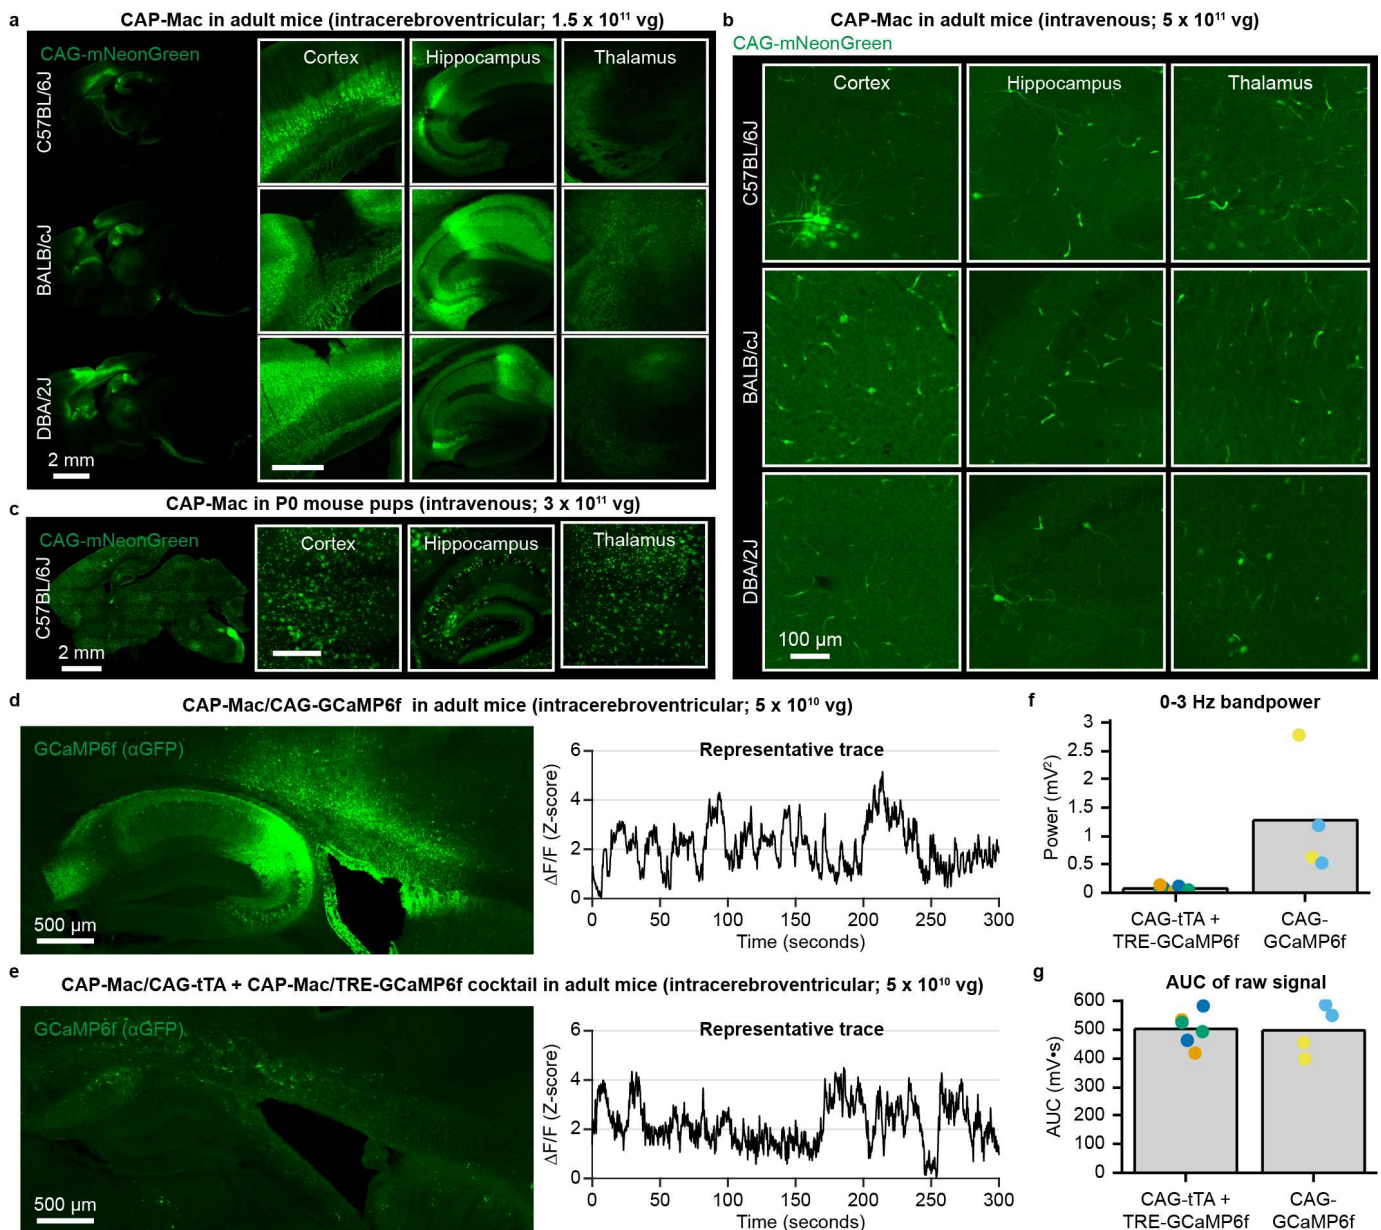 a
CAP-Mac in adult mice (intracerebroventricular; 1.5 x 10¹¹ vg)
CAG-mNeonGreen
Cortex
Hippocampus
Thalamus
C57BL/6J
BALB/cJ
DBA/2J
2 mm
b
CAP-Mac in adult mice (intravenous; 5 x 10¹¹ vg)
CAG-mNeonGreen
Cortex
Hippocampus
Thalamus
C57BL/6J
BALB/cJ
DBA/2J
100 µm
c
CAP-Mac in P0 mouse pups (intravenous; 3 x 10¹¹ vg)
CAG-mNeonGreen
Cortex
Hippocampus
Thalamus
C57BL/6J
2 mm
d
CAP-Mac/CAG-GCaMP6f in adult mice (intracerebroventricular; 5 x 10¹⁰ vg)
GCaMP6f (αGFP)
500 µm
Representative trace
ΔF/F (Z-score)
6
4
2
0
0 50 100 150 200 250 300
Time (seconds)
e
CAP-Mac/CAG-tTA + CAP-Mac/TRE-GCaMP6f cocktail in adult mice (intracerebroventricular; 5 x 10¹⁰ vg)
GCaMP6f (αGFP)
500 µm
Representative trace
ΔF/F (Z-score)
6
4
2
0
0 50 100 150 200 250 300
Time (seconds)
f
0-3 Hz bandpower
Power (mV²)
3
2.5
2
1.5
1
0.5
0
CAG-tTA +
TRE-GCaMP6f
CAG-
GCaMP6f
g
AUC of raw signal
AUC (mV•s)
600
500
400
300
200
100
0
CAG-tTA +
TRE-GCaMP6f
CAG-
GCaMP6f